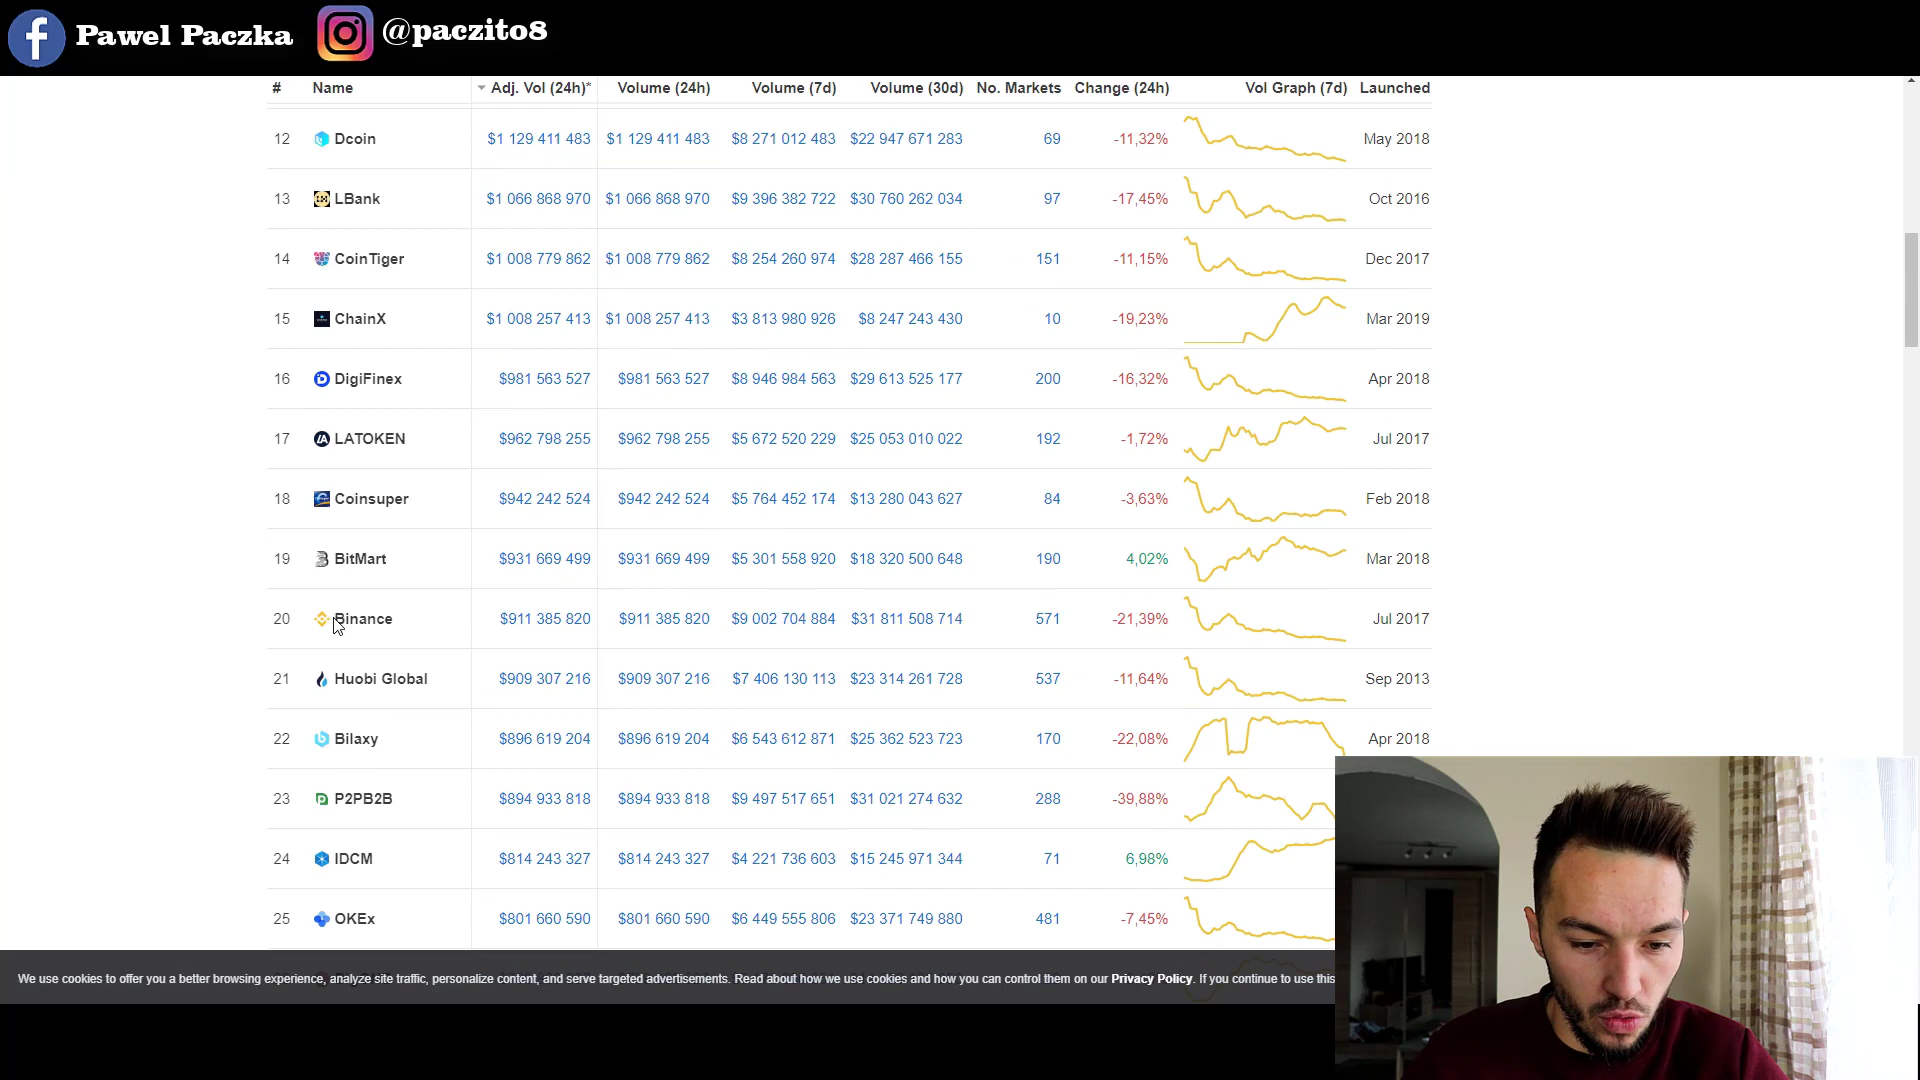 Pawel Paczka @paczito8
# Name Adj. Vol (24h)* Volume (24h) Volume (7d) Volume (30d) No. Markets Change (24h) Vol Graph (7d) Launched
12 Dcoin $1 129 411 483 $1 129 411 483 $8 271 012 483 $22 947 671 283 69 -11,32% May 2018
13 LBank $1 066 868 970 $1 066 868 970 $9 396 382 722 $30 760 262 034 97 -17,45% Oct 2016
14 CoinTiger $1 008 779 862 $1 008 779 862 $8 254 260 974 $28 287 466 155 151 -11,15% Dec 2017
15 ChainX $1 008 257 413 $1 008 257 413 $3 813 980 926 $8 247 243 430 10 -19,23% Mar 2019
16 DigiFinex $981 563 527 $981 563 527 $8 946 984 563 $29 613 525 177 200 -16,32% Apr 2018
17 LATOKEN $962 798 255 $962 798 255 $5 672 520 229 $25 053 010 022 192 -1,72% Jul 2017
18 Coinsuper $942 242 524 $942 242 524 $5 764 452 174 $13 280 043 627 84 -3,63% Feb 2018
19 BitMart $931 669 499 $931 669 499 $5 301 558 920 $18 320 500 648 190 4,02% Mar 2018
20 Binance $911 385 820 $911 385 820 $9 002 704 884 $31 811 508 714 571 -21,39% Jul 2017
21 Huobi Global $909 307 216 $909 307 216 $7 406 130 113 $23 314 261 728 537 -11,64% Sep 2013
22 Bilaxy $896 619 204 $896 619 204 $6 543 612 871 $25 362 523 723 170 -22,08% Apr 2018
23 P2PB2B $894 933 818 $894 933 818 $9 497 517 651 $31 021 274 632 288 -39,88%
24 IDCM $814 243 327 $814 243 327 $4 221 736 603 $15 245 971 344 71 6,98%
25 OKEx $801 660 590 $801 660 590 $6 449 555 806 $23 371 749 880 481 -7,45%
We use cookies to offer you a better browsing experience, analyze site traffic, personalize content, and serve targeted advertisements. Read about how we use cookies and how you can control them on our Privacy Policy. If you continue to use this